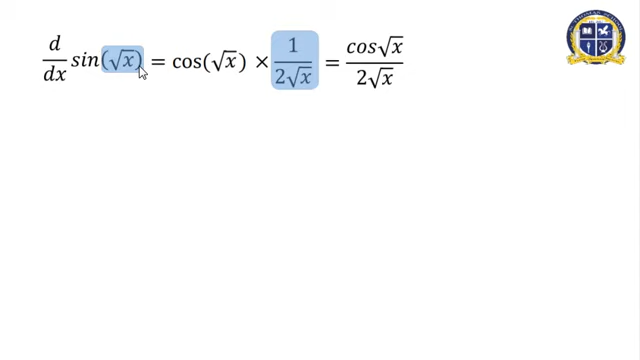 d/dx sin(√x) = cos(√x) × 1/2√x = cos√x/2√x